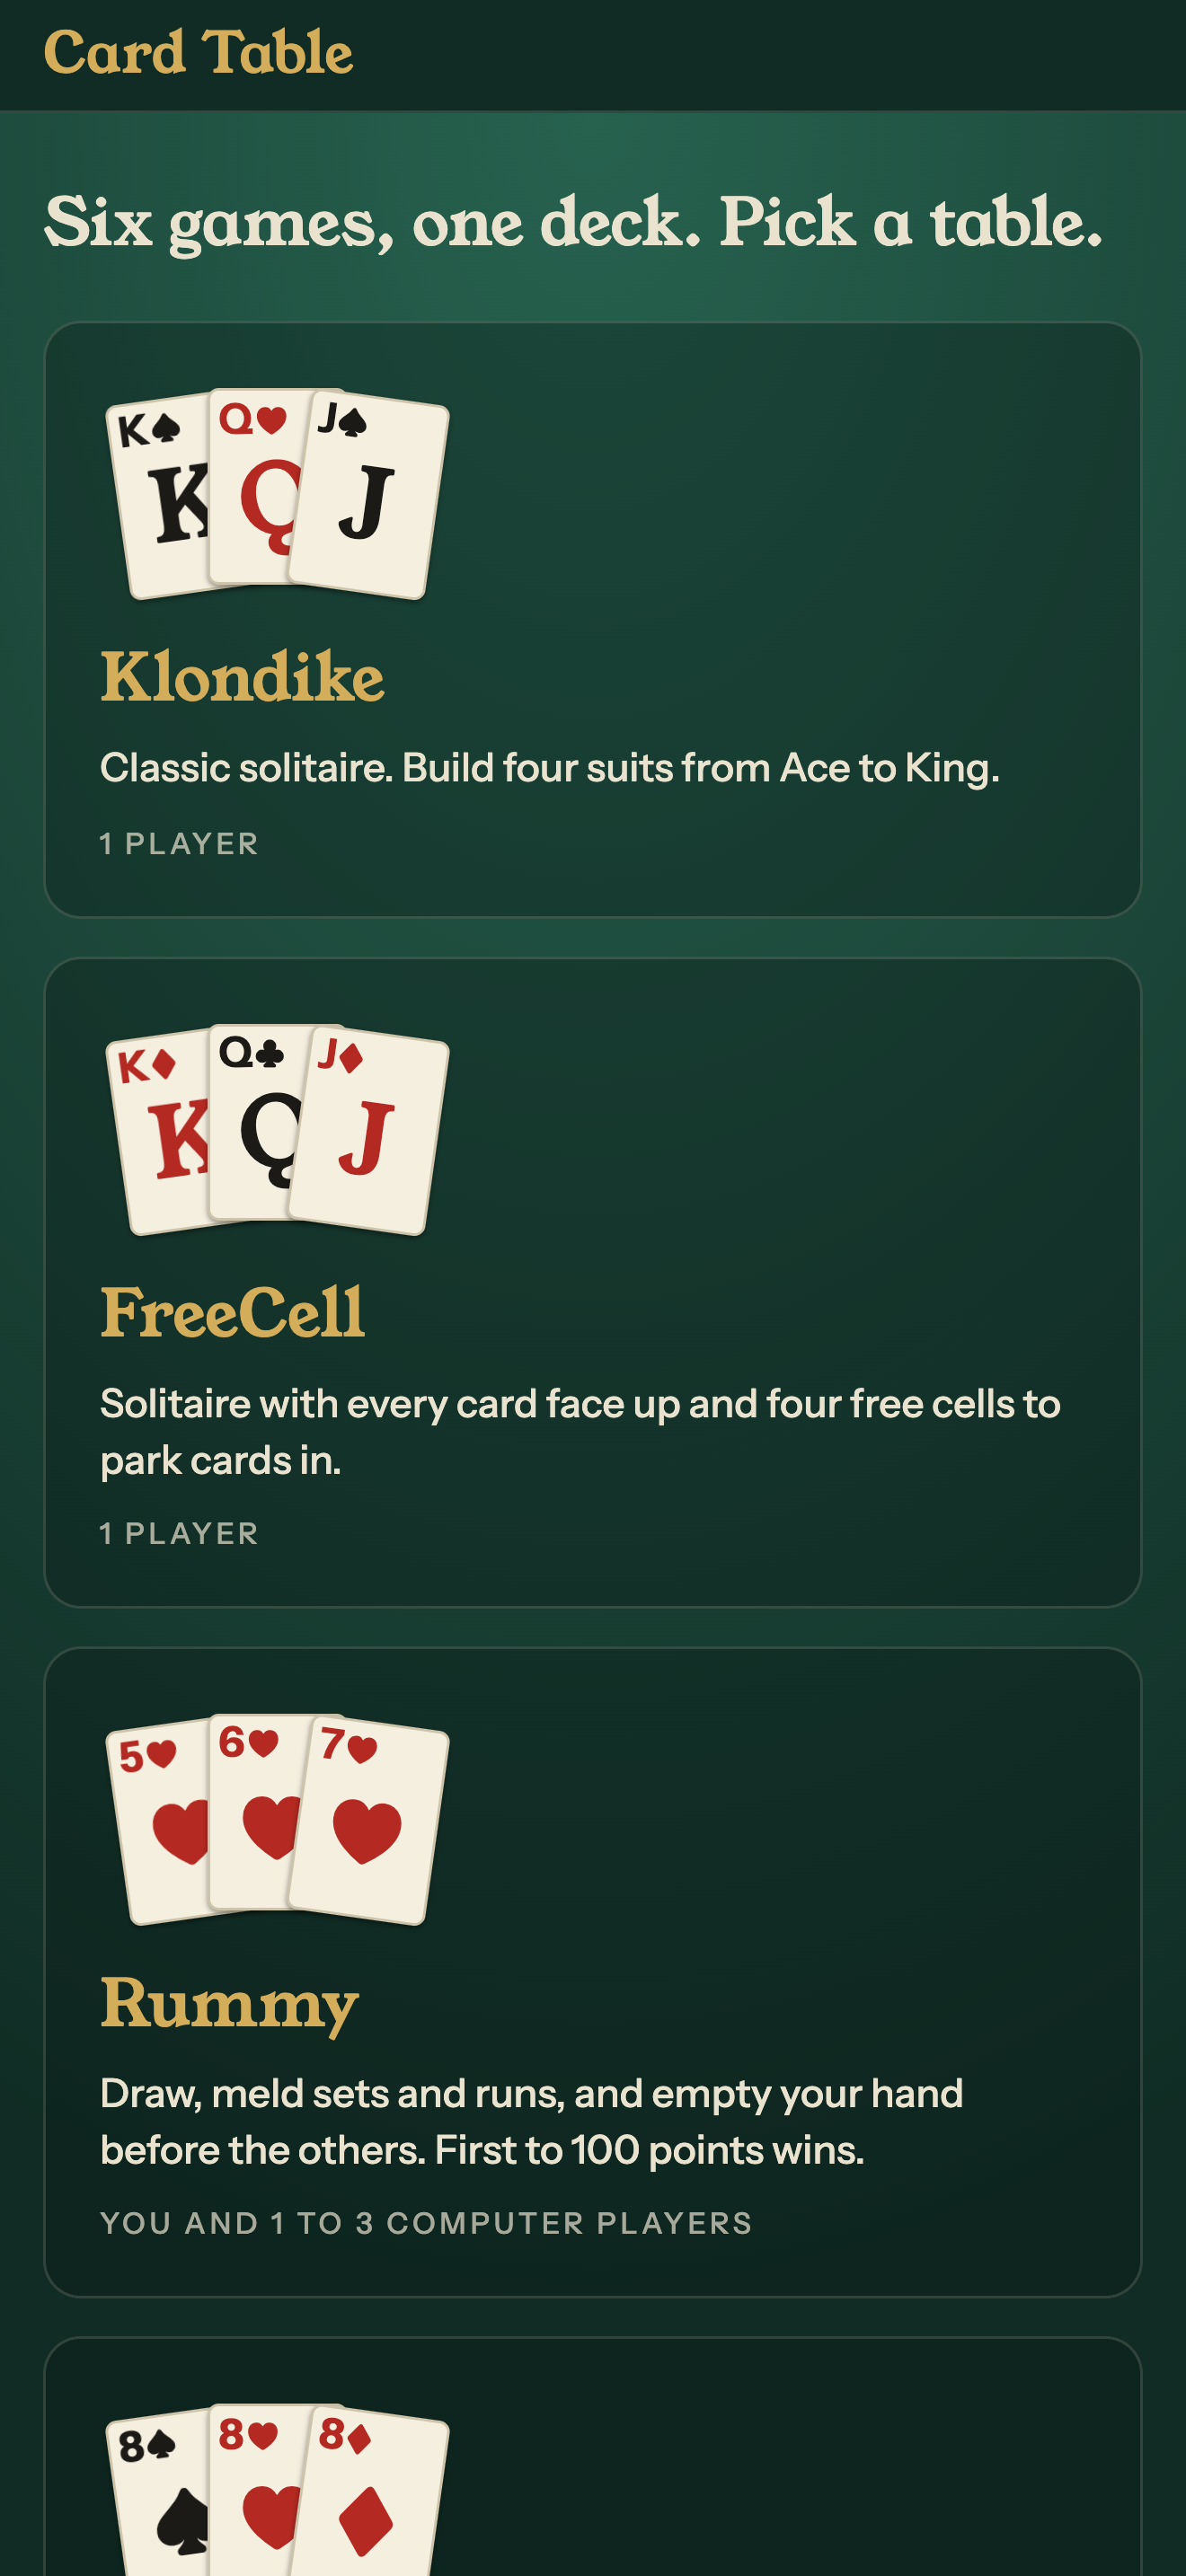 Card Table
Six games, one deck. Pick a table.
K♠ Q♥ J♠
K Q J
Klondike
Classic solitaire. Build four suits from Ace to King.
1 PLAYER
K♦ Q♣ J♦
K Q J
FreeCell
Solitaire with every card face up and four free cells to
park cards in.
1 PLAYER
5♥ 6♥ 7♥
Rummy
Draw, meld sets and runs, and empty your hand
before the others. First to 100 points wins.
YOU AND 1 TO 3 COMPUTER PLAYERS
8♠ 8♥ 8♦